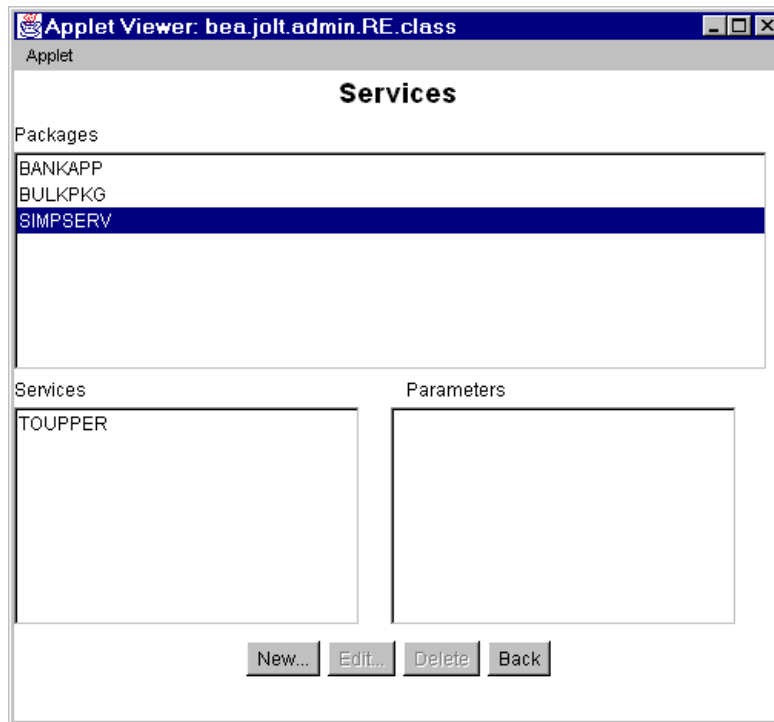 Applet Viewer: bea.jolt.admin.RE.class
Applet
Services
Packages
BANKAPP
BULKPKG
SIMPSERV
Services Parameters
TOUPPER
New... Edit... Delete Back